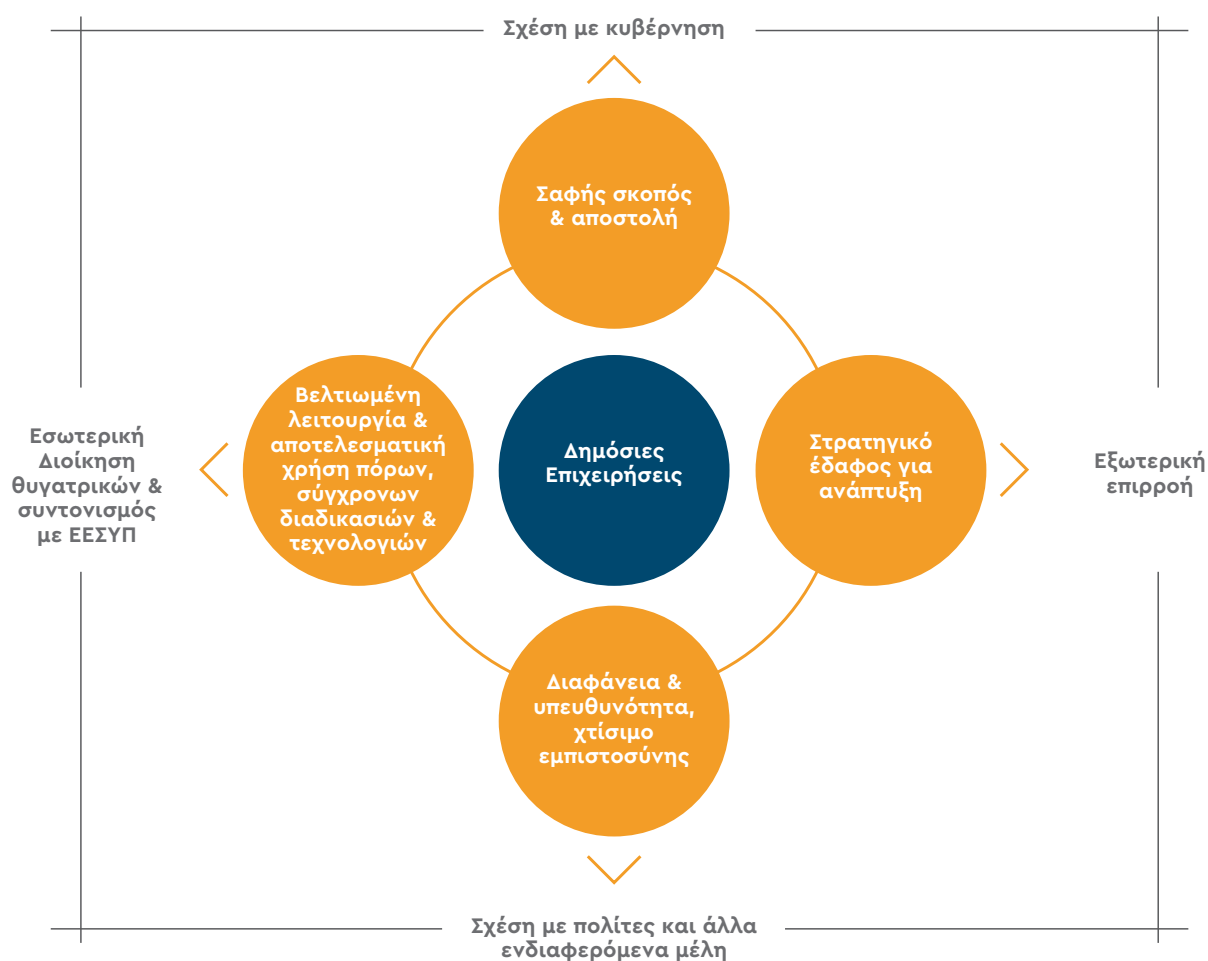 Σχέση με κυβέρνηση
Σαφής σκοπός
& αποστολή
Βελτιωμένη
λειτουργία &
αποτελεσματική
χρήση πόρων,
σύγχρονων
διαδικασιών &
τεχνολογιών
Δημόσιες
Επιχειρήσεις
Στρατηγικό
έδαφος για
ανάπτυξη
Εσωτερική
Διοίκηση
θυγατρικών &
συντονισμός
με ΕΕΣΥΠ
Εξωτερική
επιρροή
Διαφάνεια &
υπευθυνότητα,
χτίσιμο
εμπιστοσύνης
Σχέση με πολίτες και άλλα
ενδιαφερόμενα μέλη